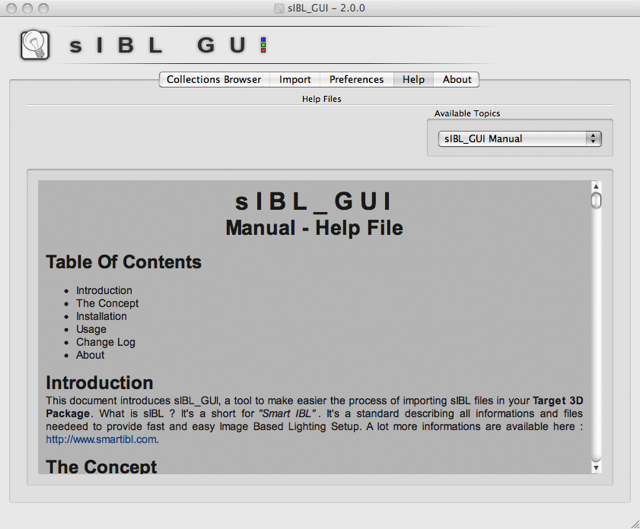 sIBL_GUI - 2.0.0
s I B L G U i
Collections Browser Import Preferences Help About
Help Files
Available Topics
sIBL_GUI Manual
s I B L _ G U I
Manual - Help File
Table Of Contents
Introduction
The Concept
Installation
Usage
Change Log
About
Introduction
This document introduces sIBL_GUI, a tool to make easier the process of importing sIBL files in your Target 3D
Package. What is sIBL ? It's a short for "Smart IBL" . It's a standard describing all informations and files
needeed to provide fast and easy Image Based Lighting Setup. A lot more informations are available here :
http://www.smartibl.com.
The Concept